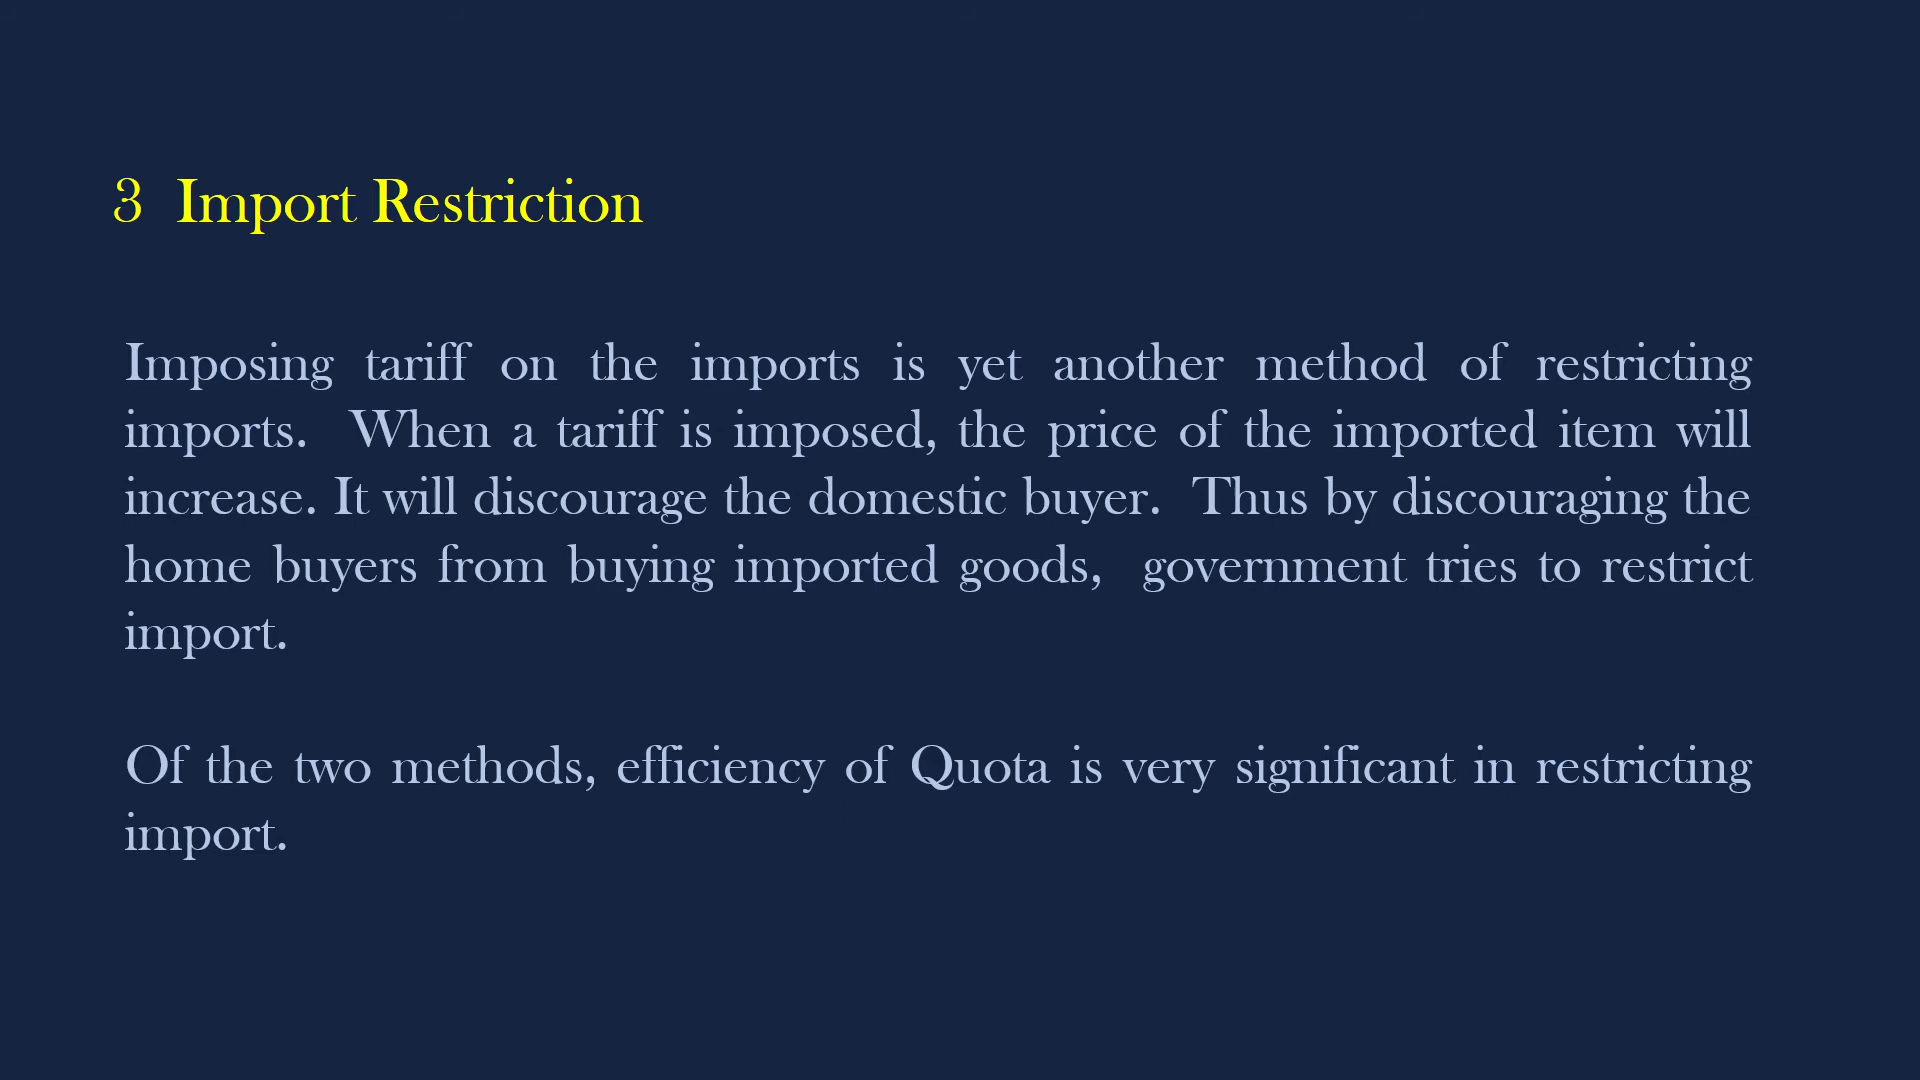 3 Import Restriction
Imposing tariff on the imports is yet another method of restricting
imports. When a tariff is imposed, the price of the imported item will
increase. It will discourage the domestic buyer. Thus by discouraging the
home buyers from buying imported goods, government tries to restrict
import.
Of the two methods, efficiency of Quota is very significant in restricting
import.